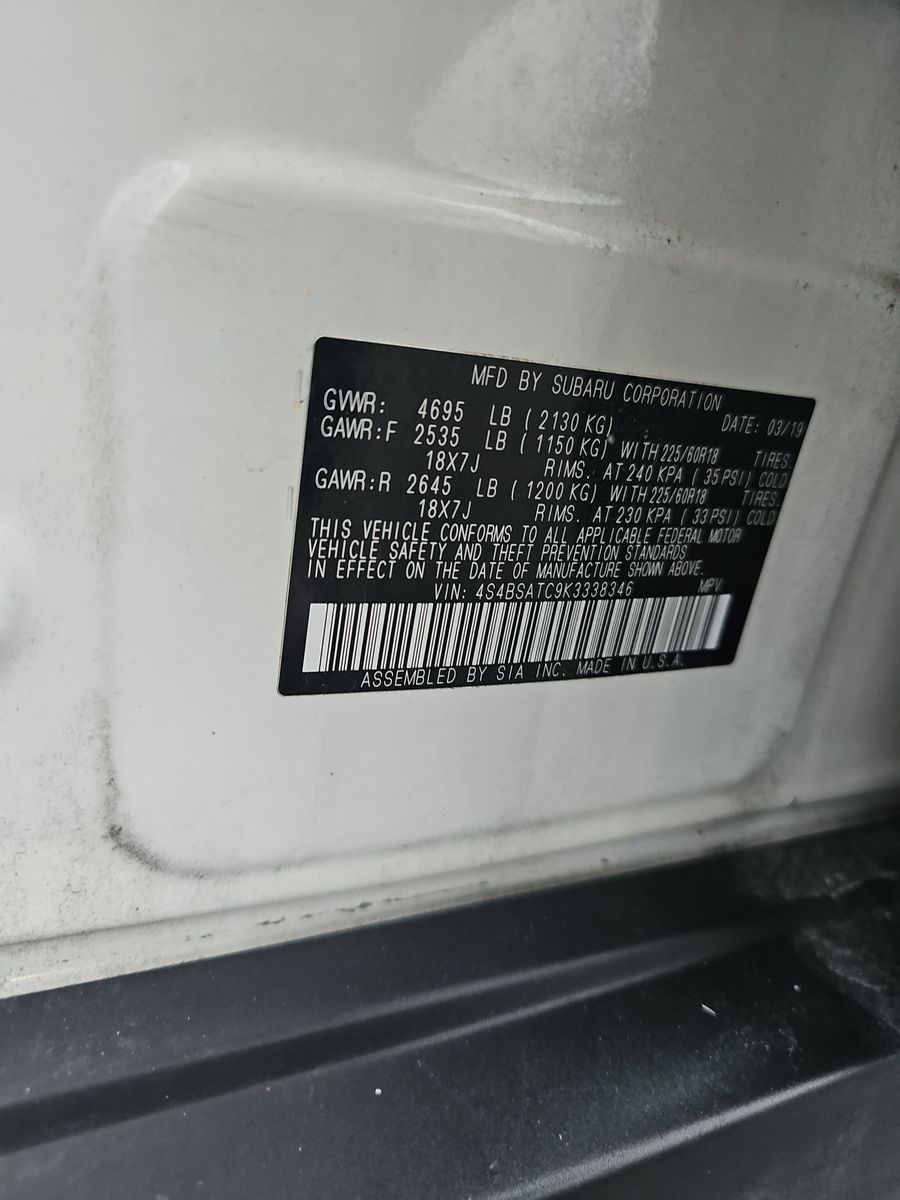 MFD BY SUBARU CORPORATION
GVWR: 4695 LB ( 2130 KG) DATE: 03/19
GAWR:F 2535 LB ( 1150 KG) WITH 225/60R18 TIRES.
18X7J RIMS. AT 240 KPA ( 35 PSI) COLD
GAWR:R 2645 LB ( 1200 KG) WITH 225/60R18 TIRES.
18X7J RIMS. AT 230 KPA ( 33 PSI) COLD
THIS VEHICLE CONFORMS TO ALL APPLICABLE FEDERAL MOTOR
VEHICLE SAFETY AND THEFT PREVENTION STANDARDS
IN EFFECT ON THE DATE OF MANUFACTURE SHOWN ABOVE.
VIN: 4S4BSATC9K3338346 MPV
ASSEMBLED BY SIA INC. MADE IN U.S.A.